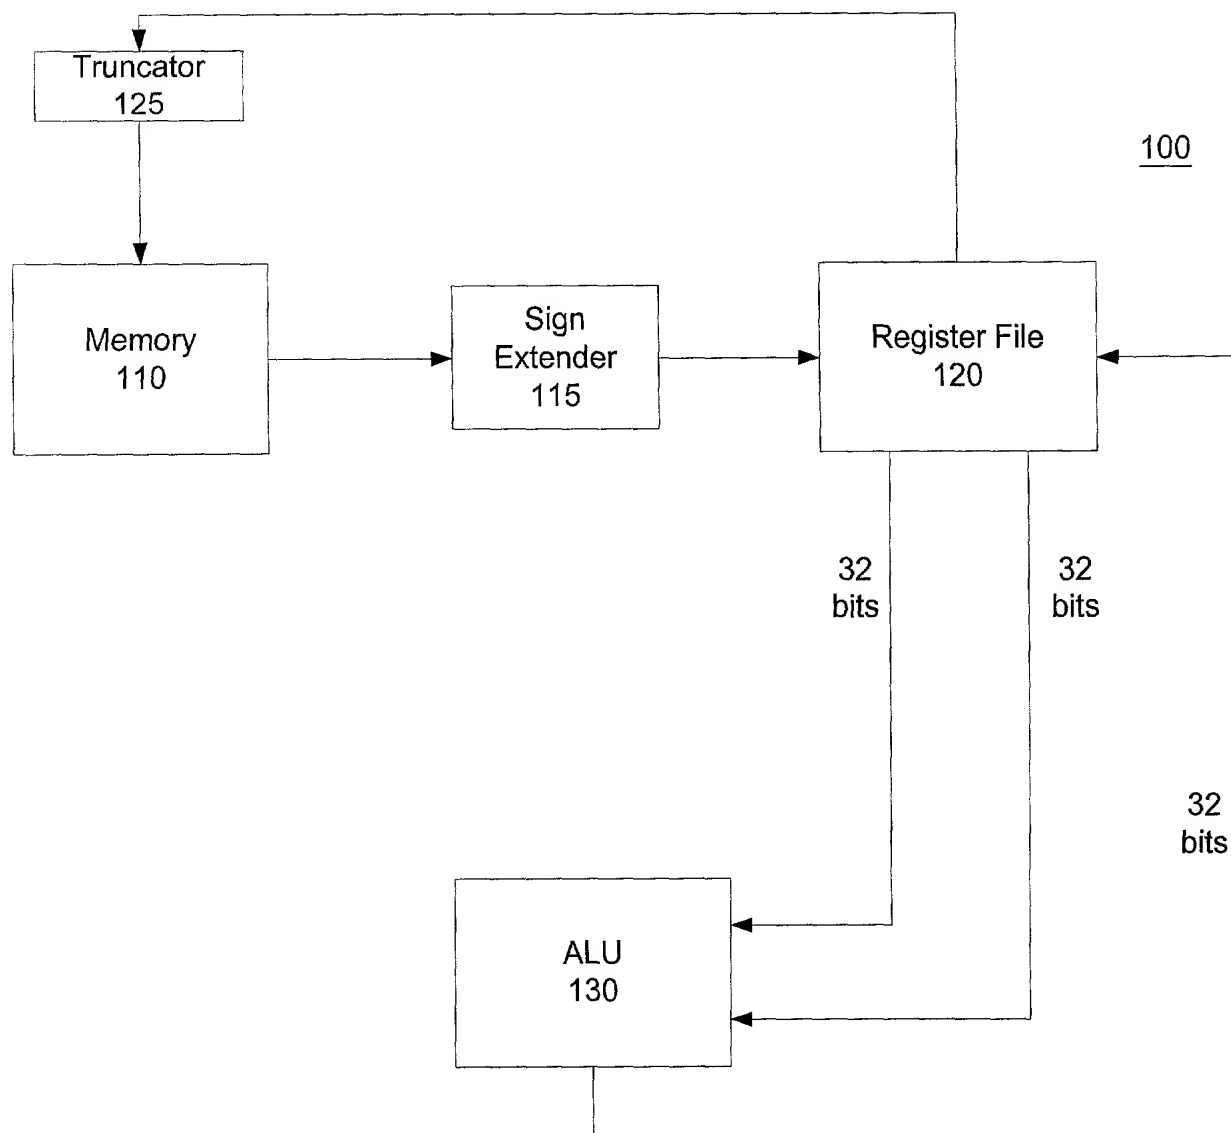 Truncator
125
100
Memory
110
Sign
Extender
115
Register File
120
32
bits
32
bits
32
bits
ALU
130